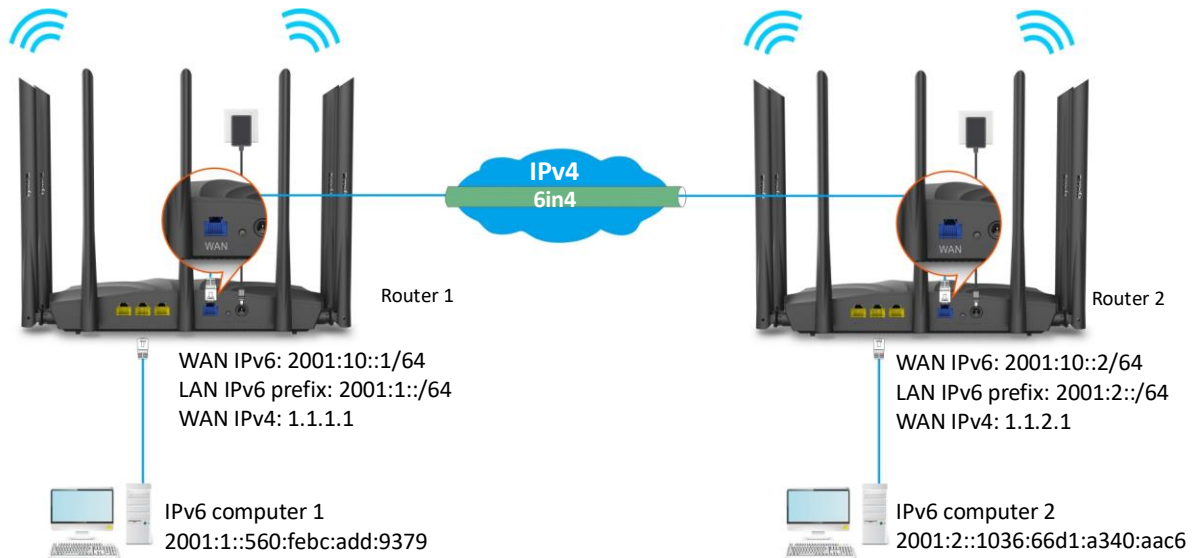 IPv4
6in4
WAN
WAN
Router 1
Router 2
WAN IPv6: 2001:10::1/64
LAN IPv6 prefix: 2001:1::/64
WAN IPv4: 1.1.1.1
WAN IPv6: 2001:10::2/64
LAN IPv6 prefix: 2001:2::/64
WAN IPv4: 1.1.2.1
IPv6 computer 1
2001:1::560:febc:add:9379
IPv6 computer 2
2001:2::1036:66d1:a340:aac6